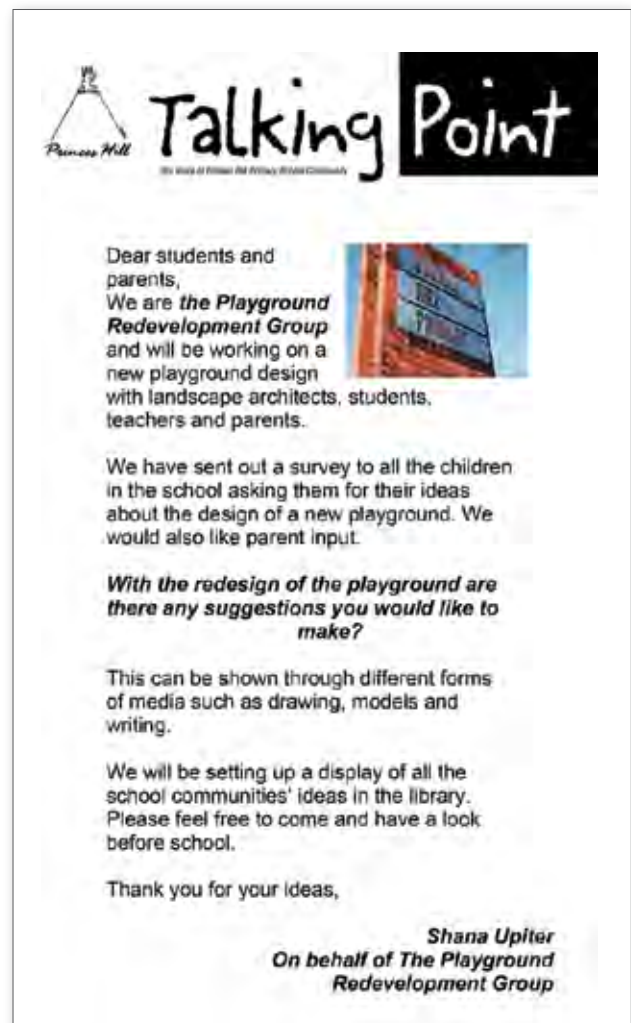 Princes Hill
Talking Point
Dear students and
parents,
We are the Playground
Redevelopment Group
and will be working on a
new playground design
with landscape architects, students,
teachers and parents.
We have sent out a survey to all the children
in the school asking them for their ideas
about the design of a new playground. We
would also like parent input.
With the redesign of the playground are
there any suggestions you would like to
make?
This can be shown through different forms
of media such as drawing, models and
writing.
We will be setting up a display of all the
school communities' ideas in the library.
Please feel free to come and have a look
before school.
Thank you for your ideas,
Shana Upiter
On behalf of The Playground
Redevelopment Group